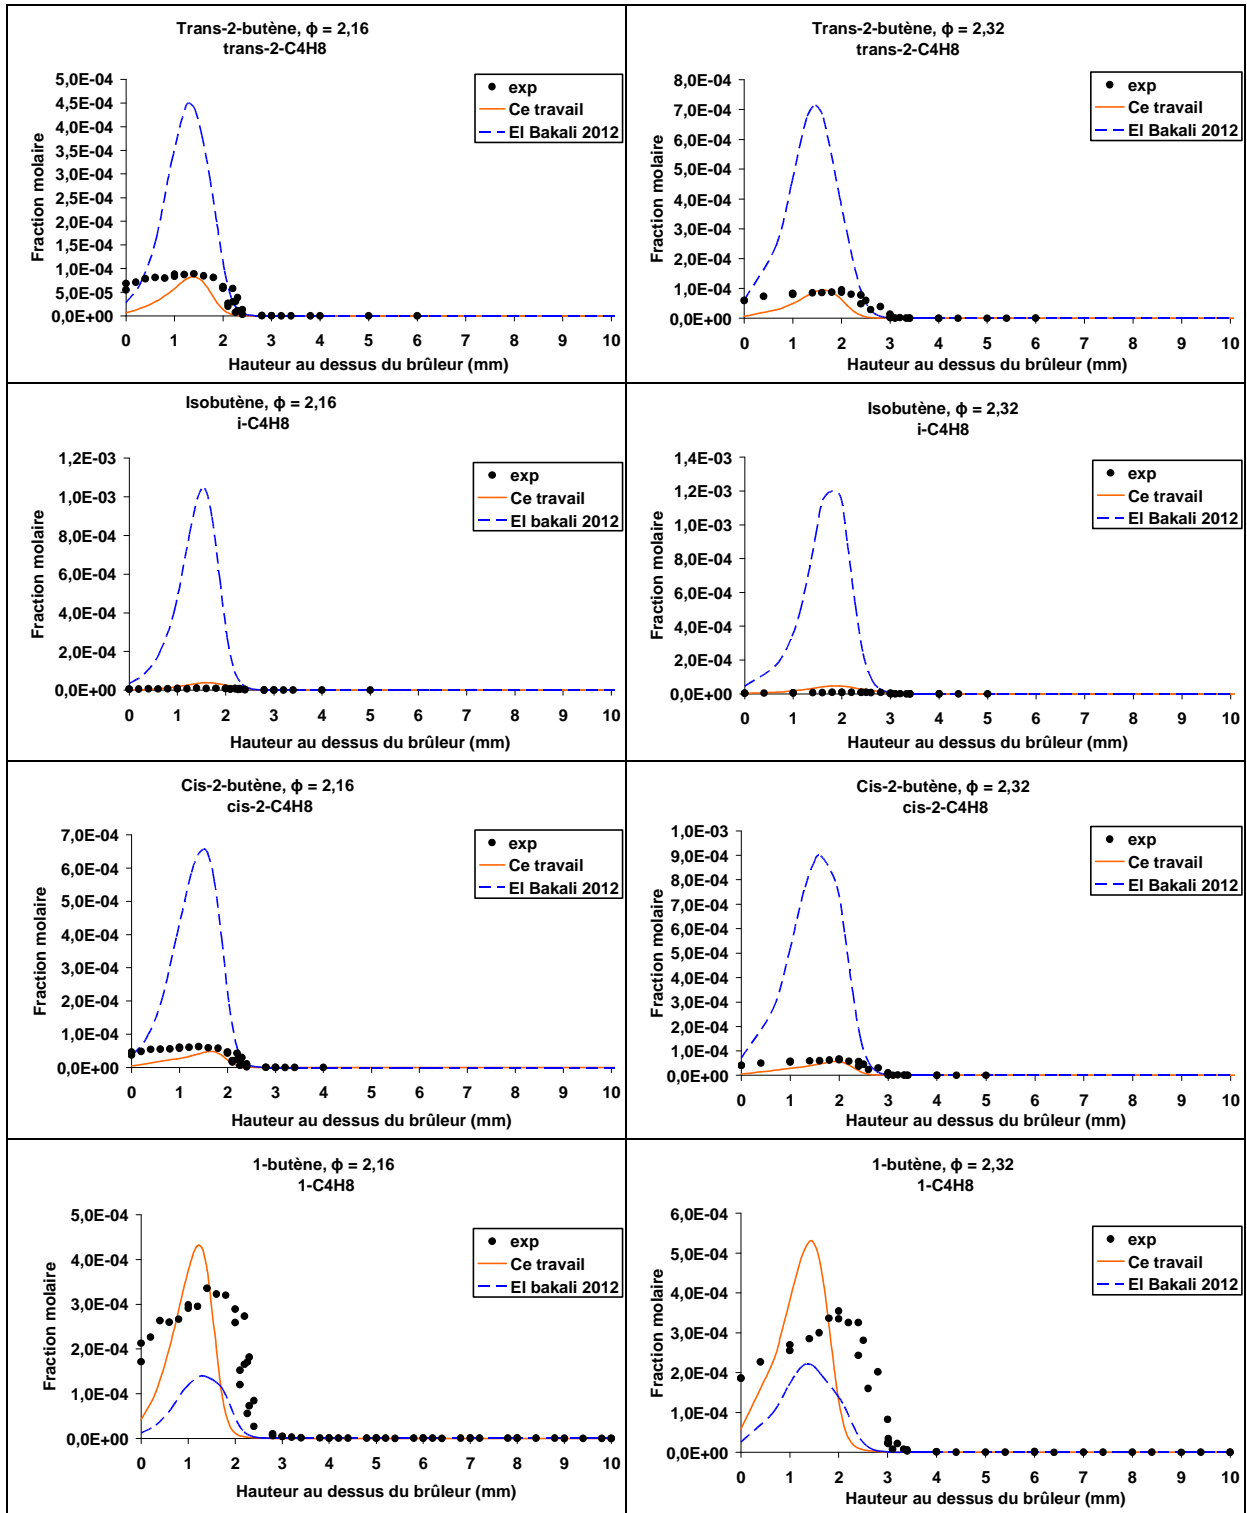 Trans-2-butène, ϕ = 2,16
trans-2-C4H8
5,0E-04
4,5E-04
4,0E-04
3,5E-04
3,0E-04
2,5E-04
2,0E-04
1,5E-04
1,0E-04
5,0E-05
0,0E+00
Fraction molaire
exp
Ce travail
El Bakali 2012
0 1 2 3 4 5 6 7 8 9 10
Hauteur au dessus du brûleur (mm)
Trans-2-butène, ϕ = 2,32
trans-2-C4H8
8,0E-04
7,0E-04
6,0E-04
5,0E-04
4,0E-04
3,0E-04
2,0E-04
1,0E-04
0,0E+00
Fraction molaire
exp
Ce travail
El Bakali 2012
0 1 2 3 4 5 6 7 8 9 10
Hauteur au dessus du brûleur (mm)
Isobutène, ϕ = 2,16
i-C4H8
1,2E-03
1,0E-03
8,0E-04
6,0E-04
4,0E-04
2,0E-04
0,0E+00
Fraction molaire
exp
Ce travail
El bakali 2012
0 1 2 3 4 5 6 7 8 9 10
Hauteur au dessus du brûleur (mm)
Isobutène, ϕ = 2,32
i-C4H8
1,4E-03
1,2E-03
1,0E-03
8,0E-04
6,0E-04
4,0E-04
2,0E-04
0,0E+00
Fraction molaire
exp
Ce travail
El Bakali 2012
0 1 2 3 4 5 6 7 8 9 10
Hauteur au dessus du brûleur (mm)
Cis-2-butène, ϕ = 2,16
cis-2-C4H8
7,0E-04
6,0E-04
5,0E-04
4,0E-04
3,0E-04
2,0E-04
1,0E-04
0,0E+00
Fraction molaire
exp
Ce travail
El Bakali 2012
0 1 2 3 4 5 6 7 8 9 10
Hauteur au dessus du brûleur (mm)
Cis-2-butène, ϕ = 2,32
cis-2-C4H8
1,0E-03
9,0E-04
8,0E-04
7,0E-04
6,0E-04
5,0E-04
4,0E-04
3,0E-04
2,0E-04
1,0E-04
0,0E+00
Fraction molaire
exp
Ce travail
El Bakali 2012
0 1 2 3 4 5 6 7 8 9 10
Hauteur au dessus du brûleur (mm)
1-butène, ϕ = 2,16
1-C4H8
5,0E-04
4,0E-04
3,0E-04
2,0E-04
1,0E-04
0,0E+00
Fraction molaire
exp
Ce travail
El bakali 2012
0 1 2 3 4 5 6 7 8 9 10
Hauteur au dessus du brûleur (mm)
1-butène, ϕ = 2,32
1-C4H8
6,0E-04
5,0E-04
4,0E-04
3,0E-04
2,0E-04
1,0E-04
0,0E+00
Fraction molaire
exp
Ce travail
El Bakali 2012
0 1 2 3 4 5 6 7 8 9 10
Hauteur au dessus du brûleur (mm)